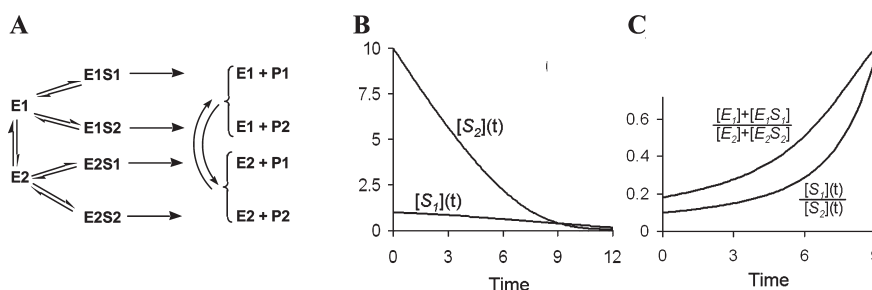 A
E1
E2
E1S1
E1S2
E2S1
E2S2
E1 + P1
E1 + P2
E2 + P1
E2 + P2
B
10
7.5
5
2.5
0
[S2](t)
[S1](t)
0 3 6 9 12
Time
(
C
0.6
0.4
0.2
0
[E1]+[E1S1]
[E2]+[E2S2]
[S1](t)
[S2](t)
0 3 6 9
Time